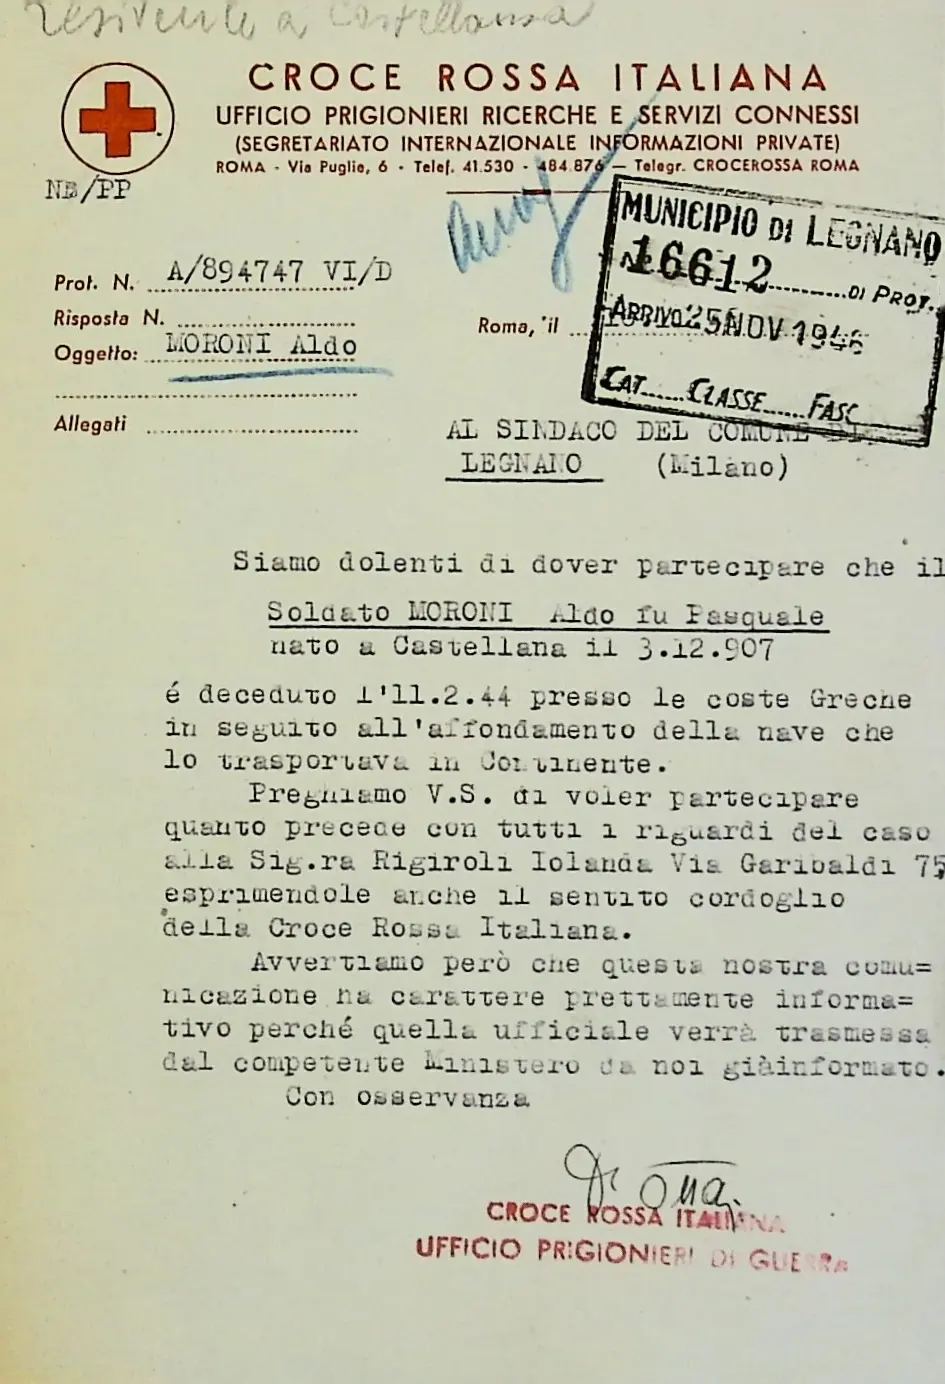 residente a Castellansa
CROCE ROSSA ITALIANA
UFFICIO PRIGIONIERI RICERCHE E SERVIZI CONNESSI
(SEGRETARIATO INTERNAZIONALE INFORMAZIONI PRIVATE)
ROMA - Via Puglie, 6 - Telef. 41.530 - 484.876 — Telegr. CROCEROSSA ROMA
NB/PP
MUNICIPIO DI LEGNANO
N. 16612 DI PROT.
ARRIVO 25 NOV 1946
CAT...... CLASSE...... FASC
Prot. N. A/894747 VI/D
Risposta N.
Roma, il
Oggetto: MORONI Aldo
Allegati
AL SINDACO DEL COMUNE DI
LEGNANO (Milano)
Siamo dolenti di dover partecipare che il
Soldato MORONI Aldo fu Pasquale
nato a Castellana il 3.12.907
é deceduto l'11.2.44 presso le coste Greche
in seguito all'affondamento della nave che
lo trasportava in Continente.
Preghiamo V.S. di voler partecipare
quanto precede con tutti i riguardi del caso
alla Sig.ra Rigiroli Iolanda Via Garibaldi 75
esprimendole anche il sentito cordoglio
della Croce Rossa Italiana.
Avvertiamo però che questa nostra comu=
nicazione ha carattere prettamente informa=
tivo perché quella ufficiale verrà trasmessa
dal competente Ministero da noi giàinformato.
Con osservanza
CROCE ROSSA ITALIANA
UFFICIO PRIGIONIERI DI GUERRA